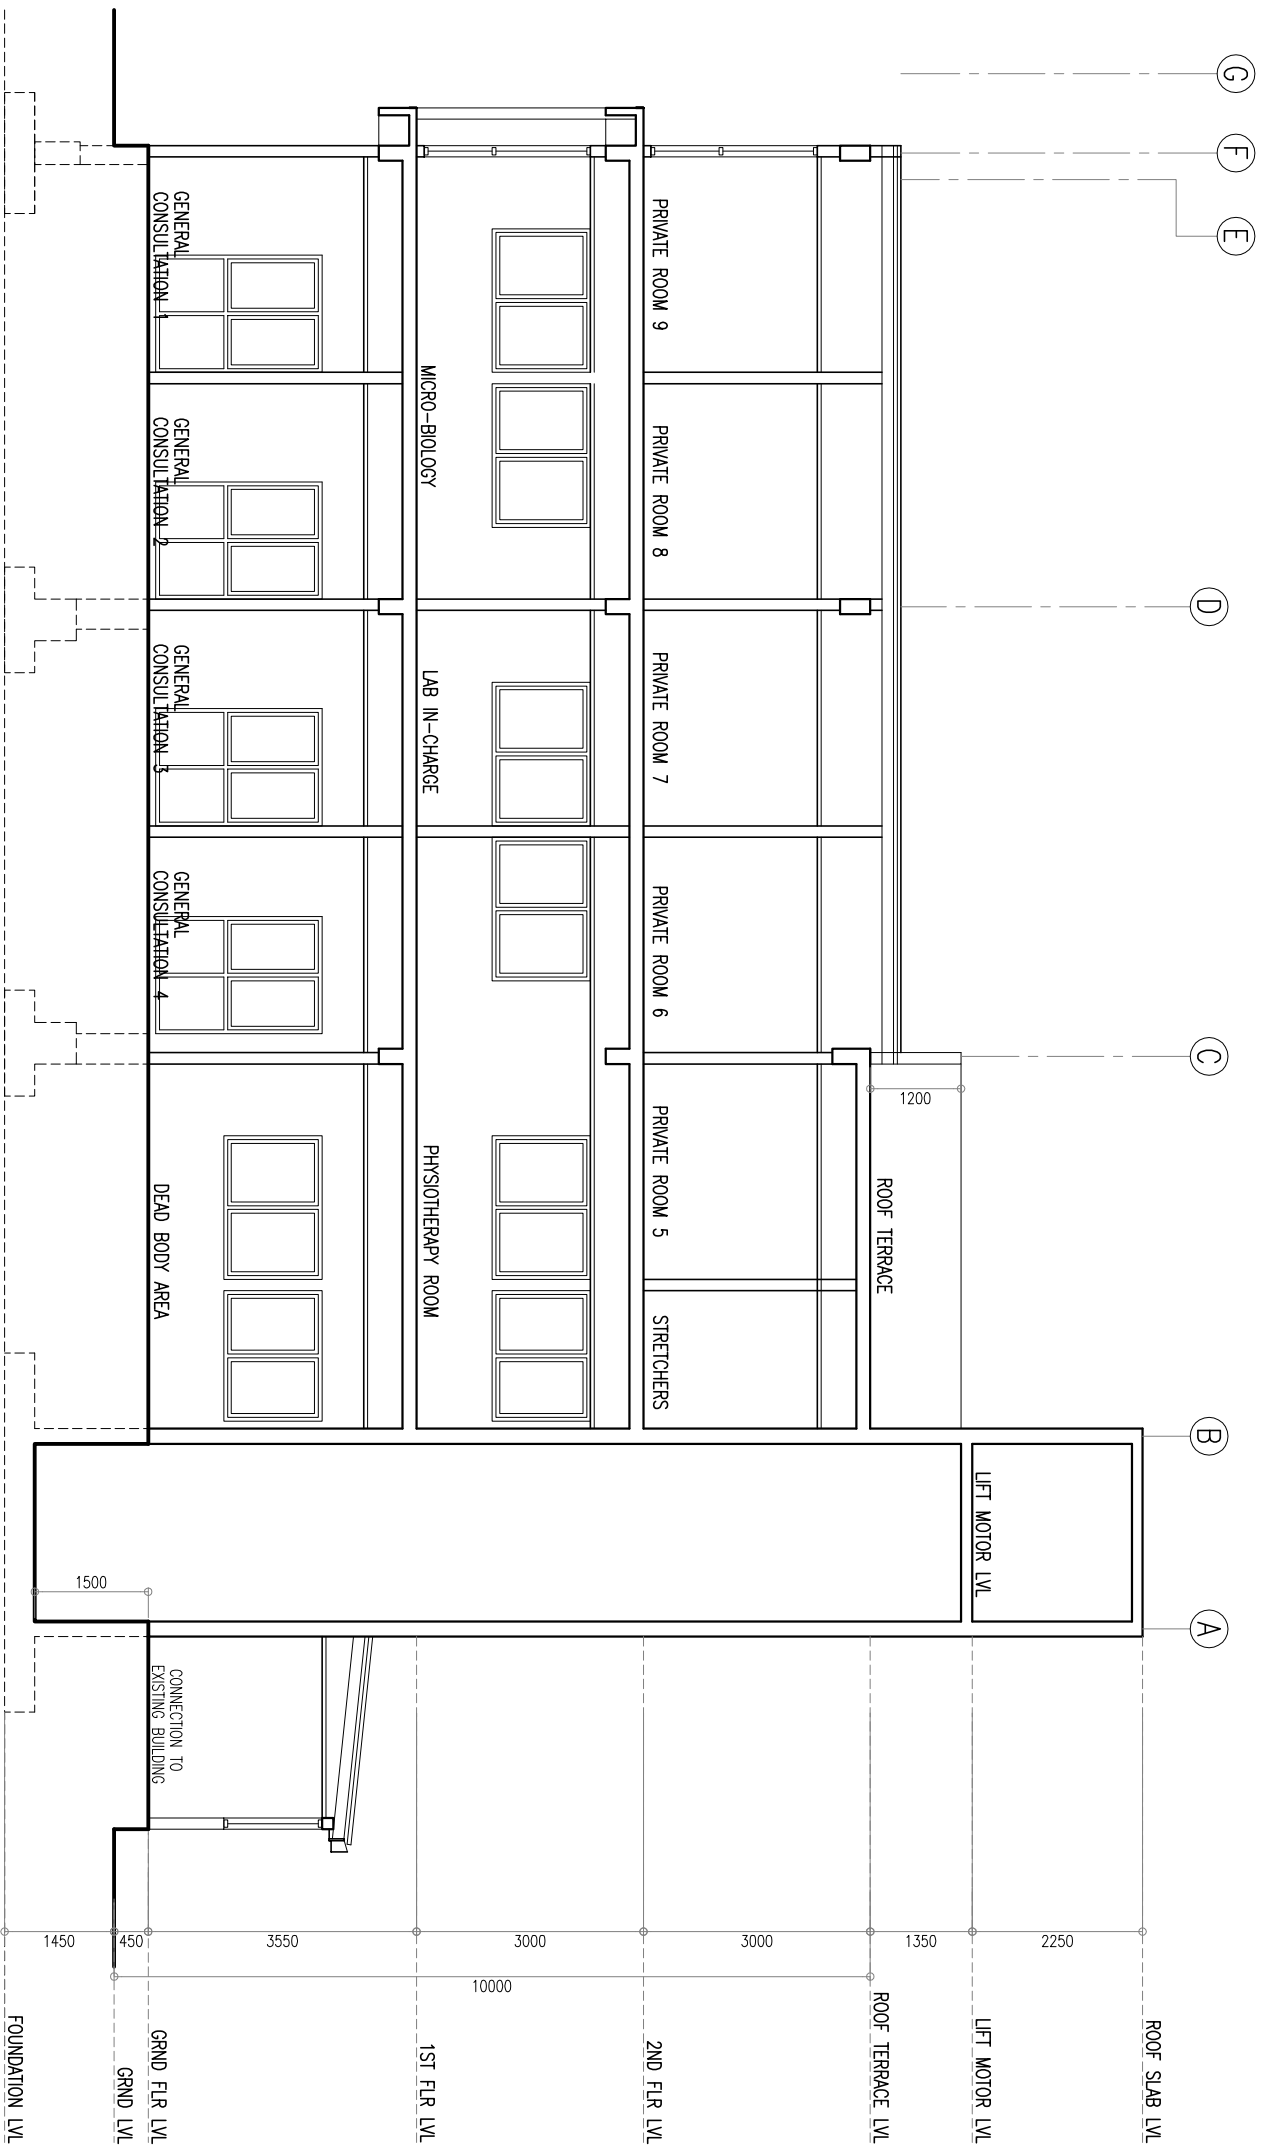 G
F
E
D
C
B
A
1200
ROOF TERRACE
LIFT MOTOR LVL
PRIVATE ROOM 9
PRIVATE ROOM 8
PRIVATE ROOM 7
PRIVATE ROOM 6
PRIVATE ROOM 5
STRETCHERS
MICRO-BIOLOGY
LAB IN-CHARGE
PHYSIOTHERAPY ROOM
GENERAL
CONSULTATION 1
GENERAL
CONSULTATION 2
GENERAL
CONSULTATION 3
GENERAL
CONSULTATION 4
DEAD BODY AREA
1500
CONNECTION TO
EXISTING BUILDING
2250
1350
3000
3000
3550
450
1450
10000
ROOF SLAB LVL
LIFT MOTOR LVL
ROOF TERRACE LVL
2ND FLR LVL
1ST FLR LVL
GRND FLR LVL
GRND LVL
FOUNDATION LVL